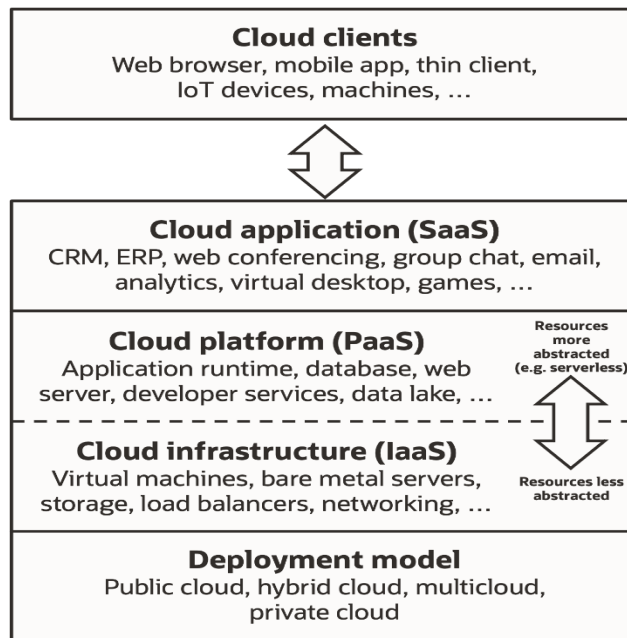 Cloud clients
Web browser, mobile app, thin client,
IoT devices, machines, ...
Cloud application (SaaS)
CRM, ERP, web conferencing, group chat, email,
analytics, virtual desktop, games, ...
Cloud platform (PaaS)
Application runtime, database, web
server, developer services, data lake, ...
Resources
more
abstracted
(e.g. serverless)
Cloud infrastructure (IaaS)
Virtual machines, bare metal servers,
storage, load balancers, networking, ...
Resources less
abstracted
Deployment model
Public cloud, hybrid cloud, multicloud,
private cloud